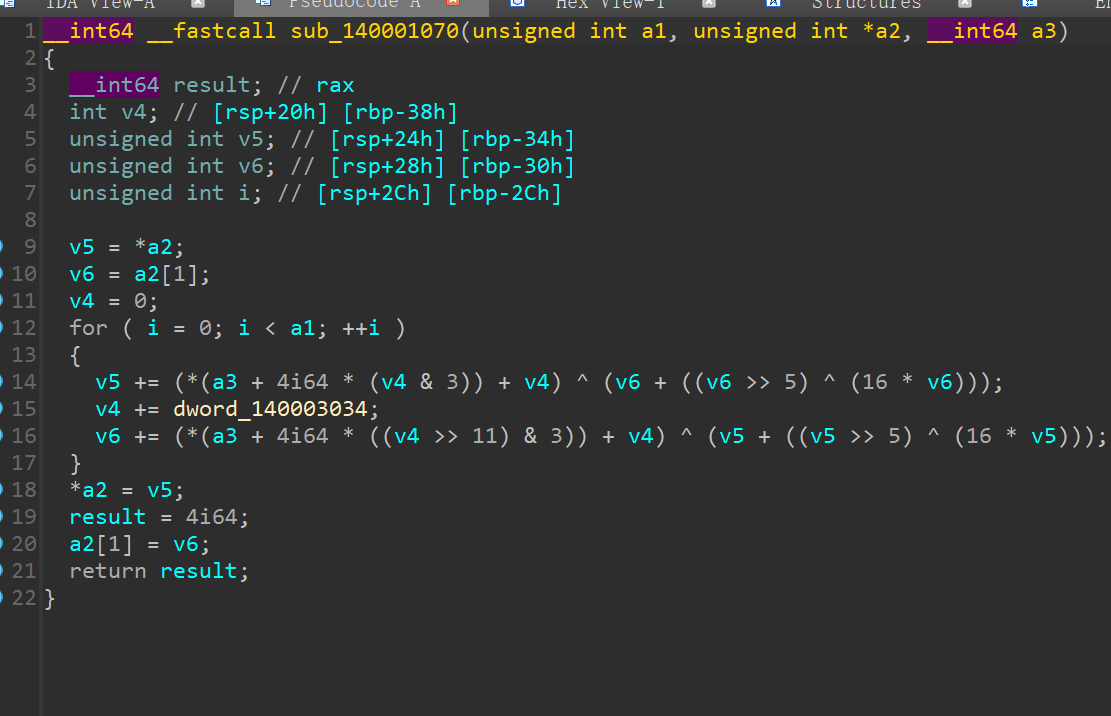 IDA View-A Pseudocode A Hex View-1 Structures
1 __int64 __fastcall sub_140001070(unsigned int a1, unsigned int *a2, __int64 a3)
2 {
3 __int64 result; // rax
4 int v4; // [rsp+20h] [rbp-38h]
5 unsigned int v5; // [rsp+24h] [rbp-34h]
6 unsigned int v6; // [rsp+28h] [rbp-30h]
7 unsigned int i; // [rsp+2Ch] [rbp-2Ch]
8
9 v5 = *a2;
10 v6 = a2[1];
11 v4 = 0;
12 for ( i = 0; i < a1; ++i )
13 {
14 v5 += (*(a3 + 4i64 * (v4 & 3)) + v4) ^ (v6 + ((v6 >> 5) ^ (16 * v6)));
15 v4 += dword_140003034;
16 v6 += (*(a3 + 4i64 * ((v4 >> 11) & 3)) + v4) ^ (v5 + ((v5 >> 5) ^ (16 * v5)));
17 }
18 *a2 = v5;
19 result = 4i64;
20 a2[1] = v6;
21 return result;
22 }